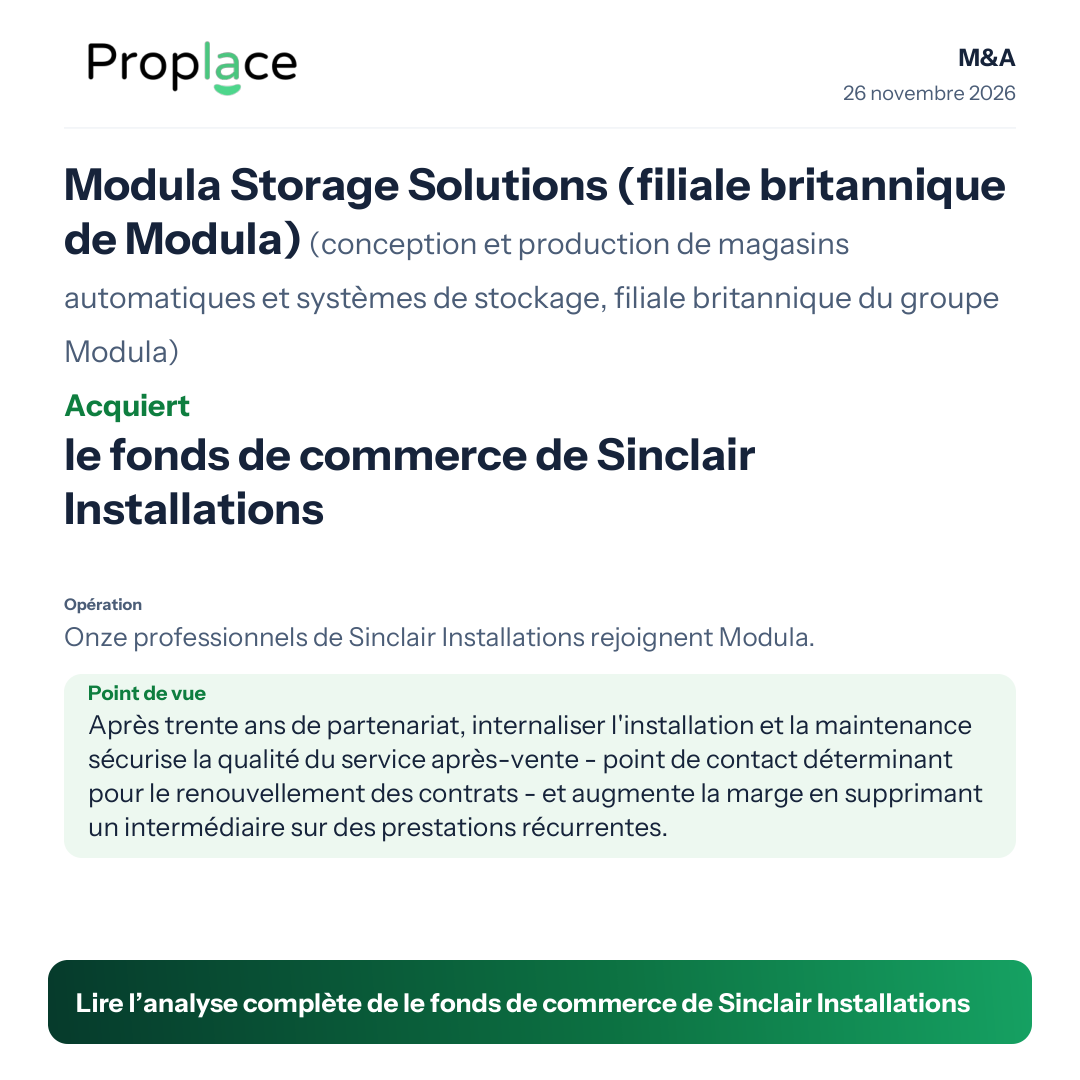 Proplace
M&A
26 novembre 2026
Modula Storage Solutions (filiale britannique
de Modula) (conception et production de magasins
automatiques et systèmes de stockage, filiale britannique du groupe
Modula)
Acquiert
le fonds de commerce de Sinclair
Installations
Opération
Onze professionnels de Sinclair Installations rejoignent Modula.
Point de vue
Après trente ans de partenariat, internaliser l'installation et la maintenance
sécurise la qualité du service après-vente - point de contact déterminant
pour le renouvellement des contrats - et augmente la marge en supprimant
un intermédiaire sur des prestations récurrentes.
Lire l’analyse complète de le fonds de commerce de Sinclair Installations